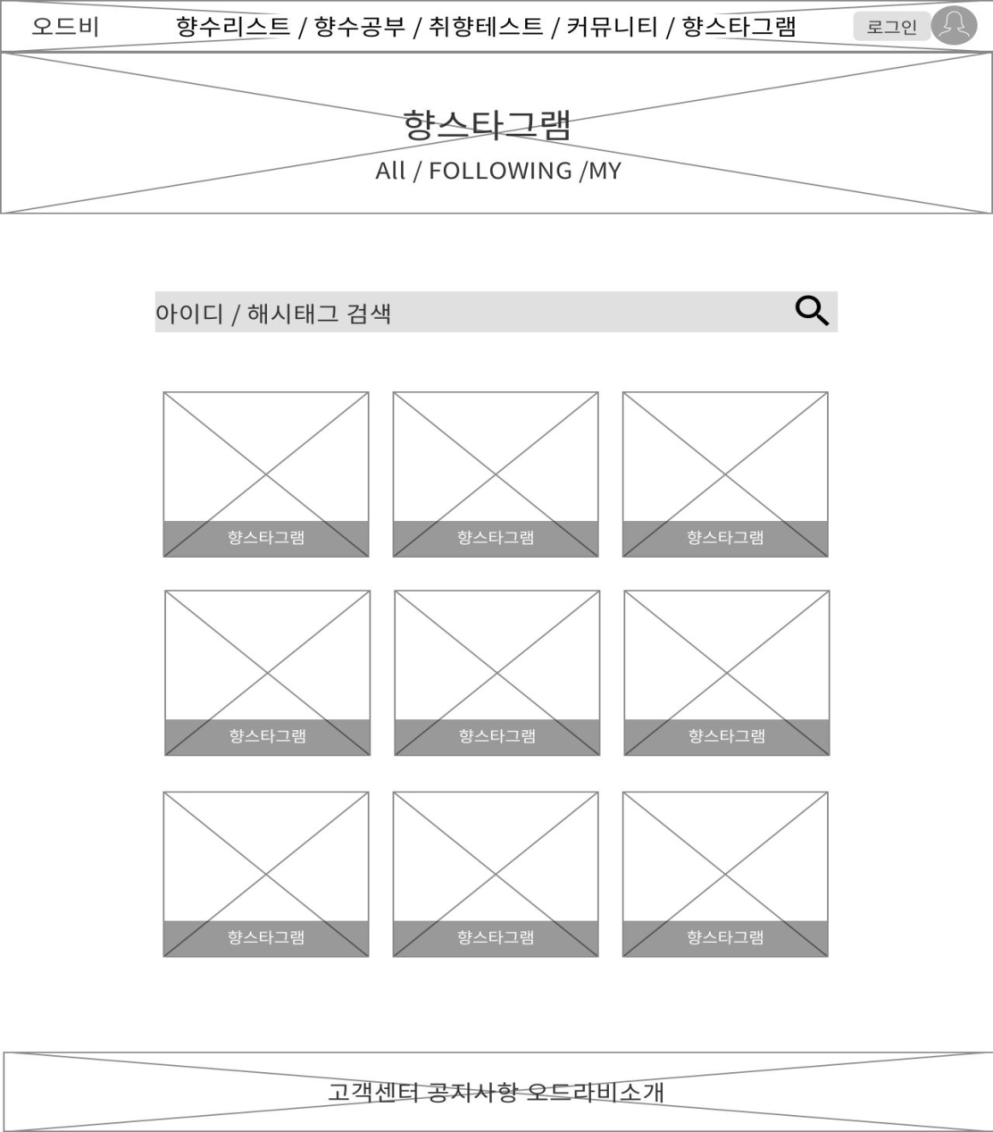 오드비 향수리스트 / 향수공부 / 취향테스트 / 커뮤니티 / 향스타그램 로그인
향스타그램
All / FOLLOWING /MY
아이디 / 해시태그 검색
향스타그램 향스타그램 향스타그램
향스타그램 향스타그램 향스타그램
향스타그램 향스타그램 향스타그램
고객센터 공지사항 오드라비소개